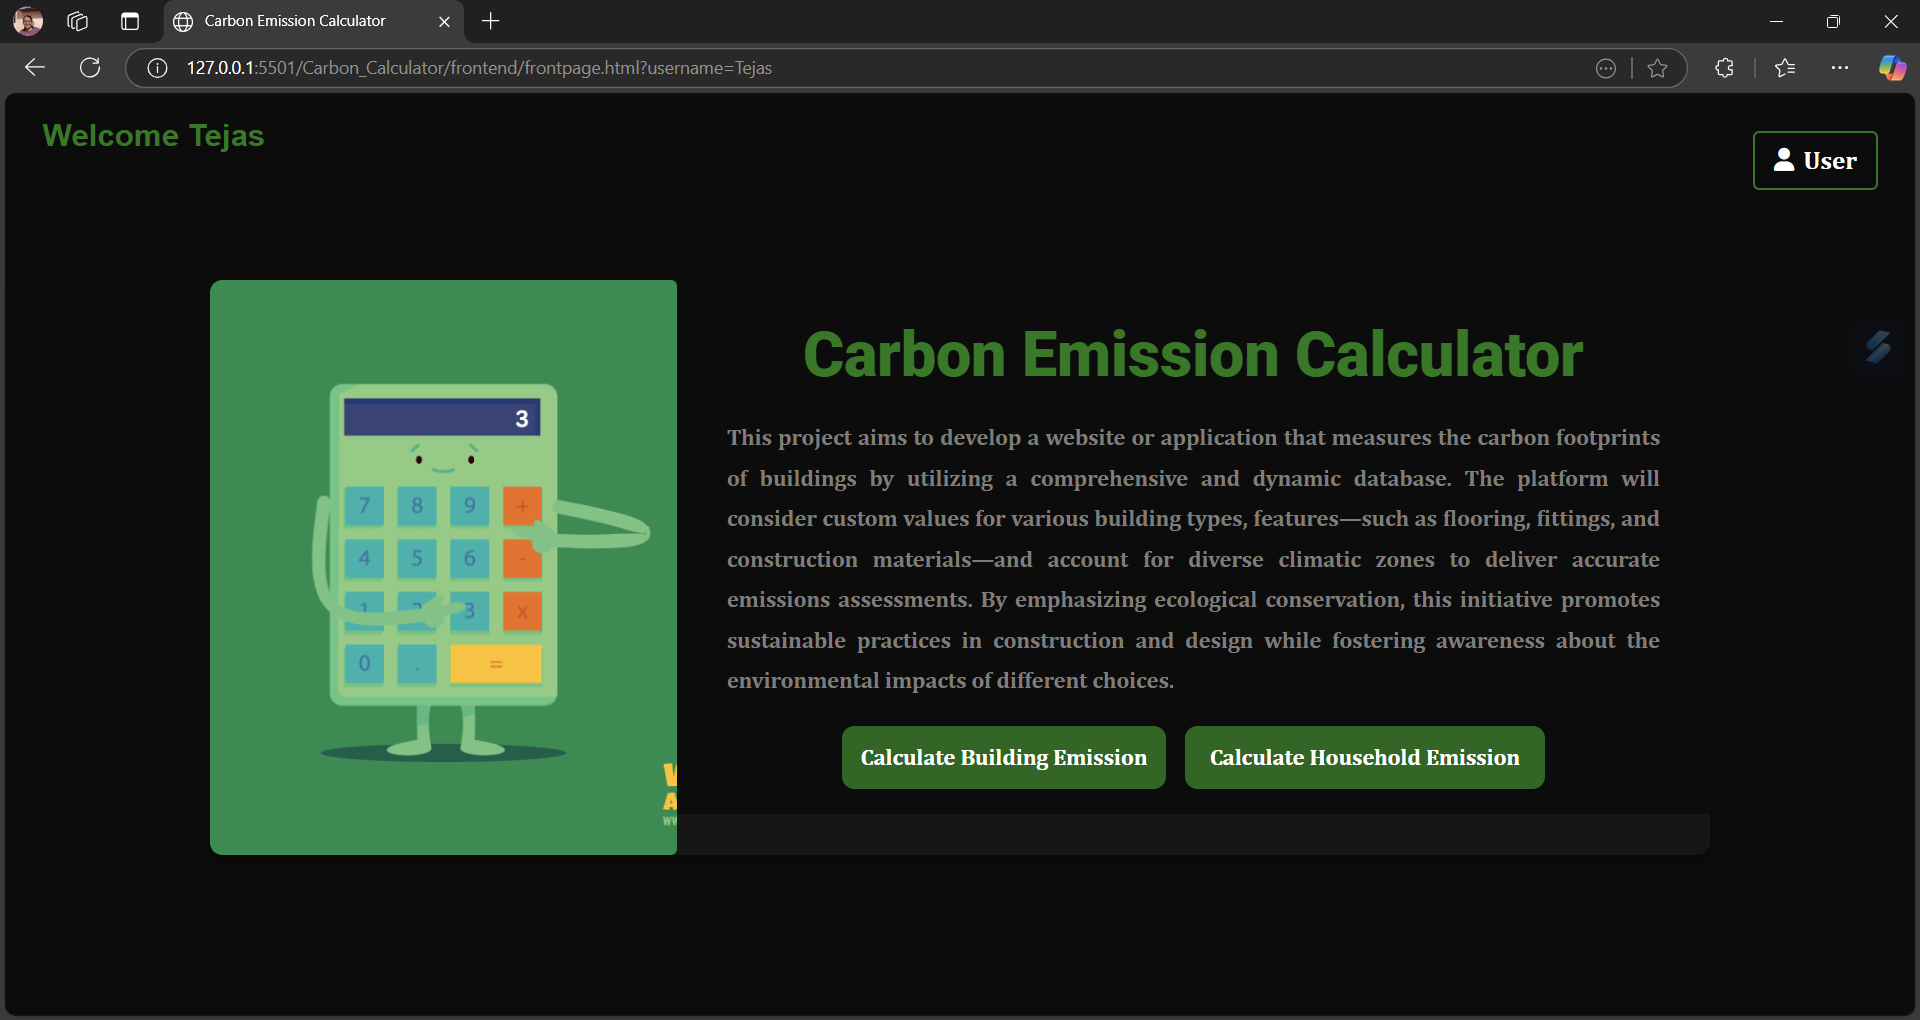 Carbon Emission Calculator
127.0.0.1:5501/Carbon_Calculator/frontend/frontpage.html?username=Tejas
Welcome Tejas
User
3
7 8 9 +
4 5 6 -
1 2 3 x
0 . =
Carbon Emission Calculator
This project aims to develop a website or application that measures the carbon footprints
of buildings by utilizing a comprehensive and dynamic database. The platform will
consider custom values for various building types, features—such as flooring, fittings, and
construction materials—and account for diverse climatic zones to deliver accurate
emissions assessments. By emphasizing ecological conservation, this initiative promotes
sustainable practices in construction and design while fostering awareness about the
environmental impacts of different choices.
Calculate Building Emission
Calculate Household Emission